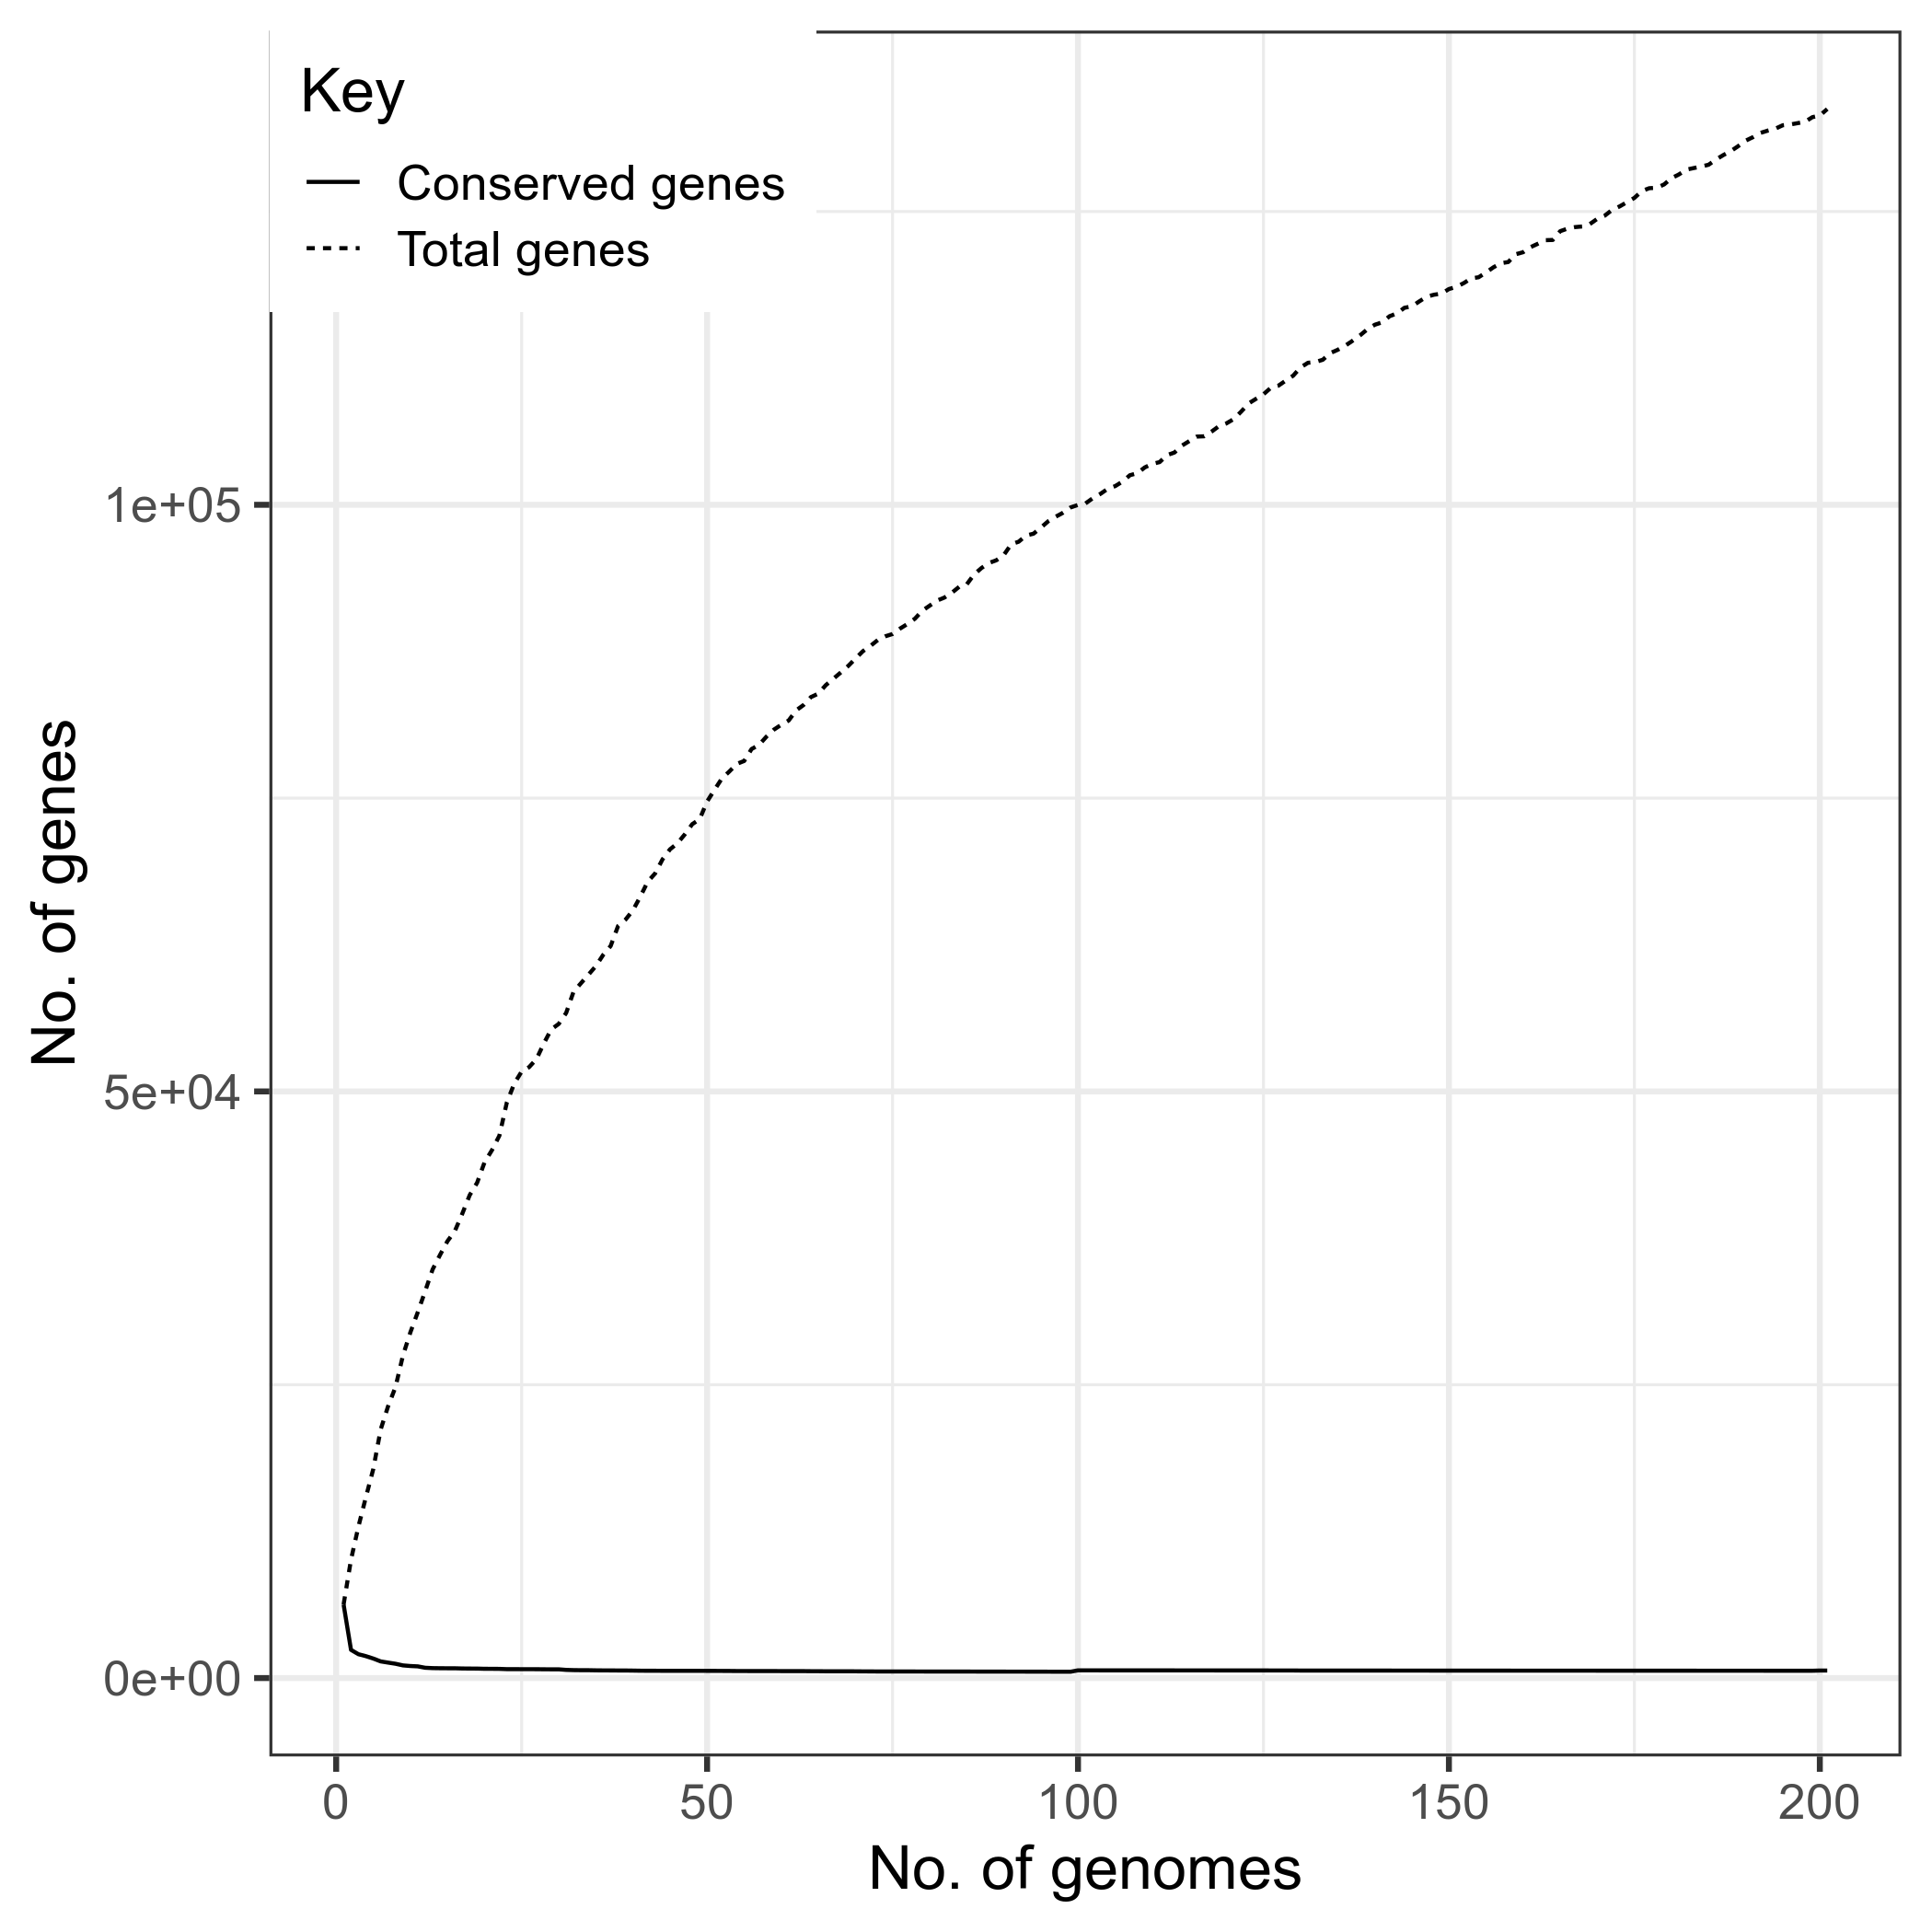 Key
Conserved genes
Total genes
No. of genes
1e+05
5e+04
0e+00
0
50
100
150
200
No. of genomes